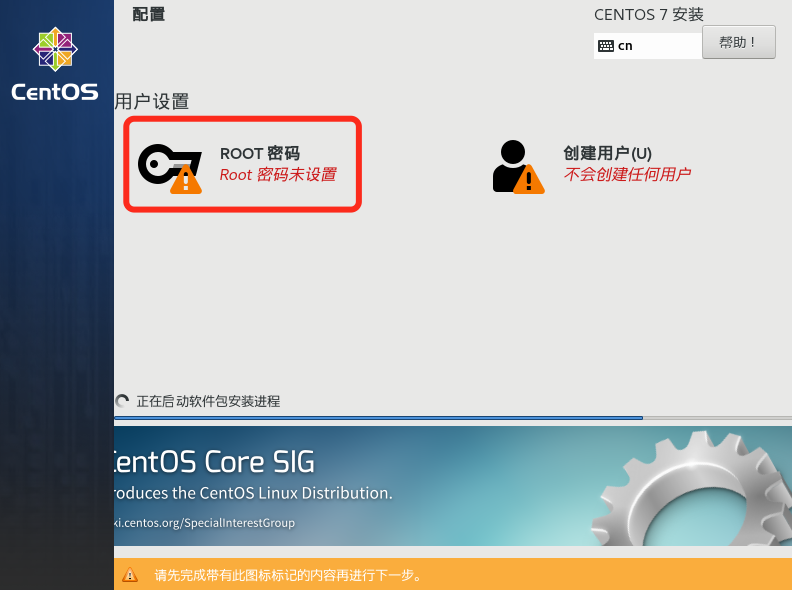 配置
CENTOS 7 安装
cn
帮助！
CentOS
用户设置
ROOT 密码
Root 密码未设置
创建用户(U)
不会创建任何用户
正在启动软件包安装进程
CentOS Core SIG
roduces the CentOS Linux Distribution.
ki.centos.org/SpecialInterestGroup
请先完成带有此图标标记的内容再进行下一步。